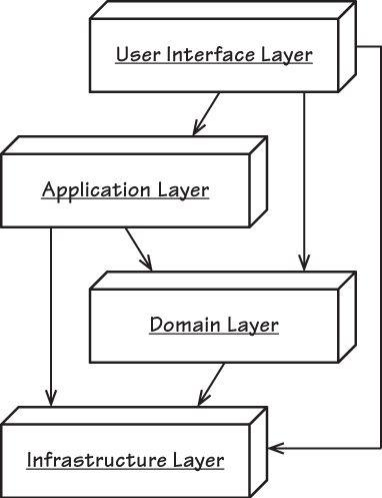 User Interface Layer
Application Layer
Domain Layer
Infrastructure Layer